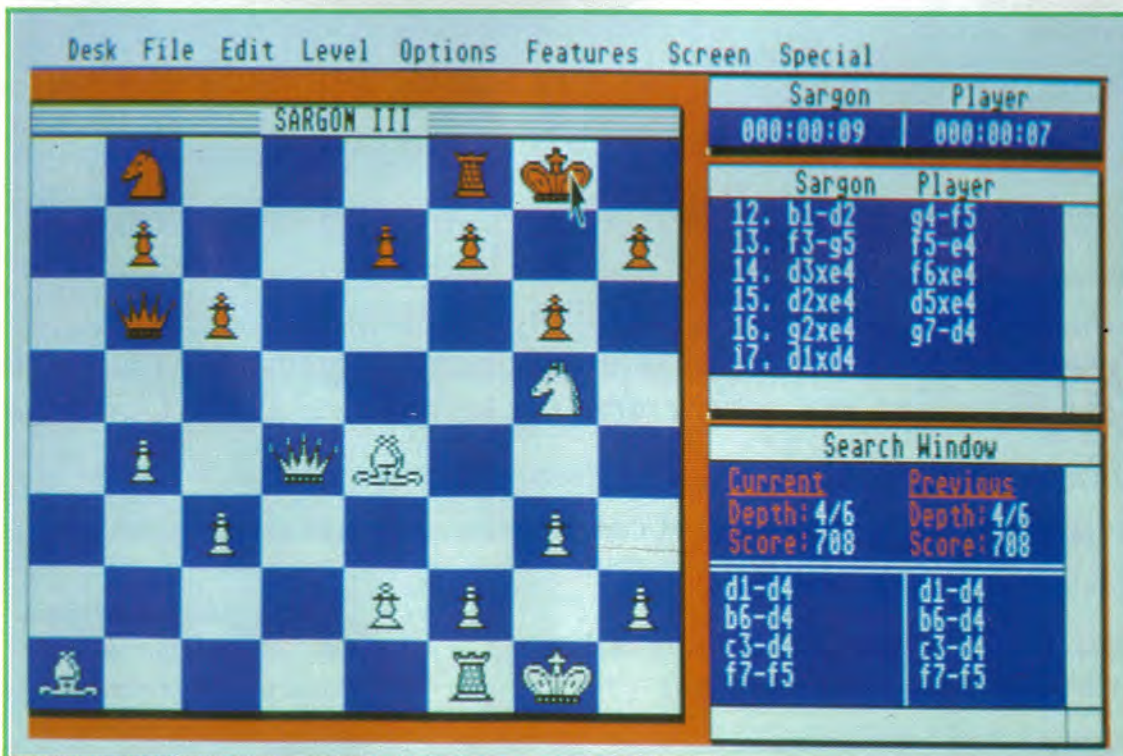 Desk File Edit Level Options Features Screen Special
SARGON III
Sargon Player
000:00:09 000:00:07
Sargon Player
12. b1-d2 g4-f5
13. f3-g5 f5-e4
14. d3xe4 f6xe4
15. d2xe4 d5xe4
16. g2xe4 g7-d4
17. d1xd4
Search Window
Current Previous
Depth:4/6 Depth:4/6
Score:708 Score:708
d1-d4 d1-d4
b6-d4 b6-d4
c3-d4 c3-d4
f7-f5 f7-f5